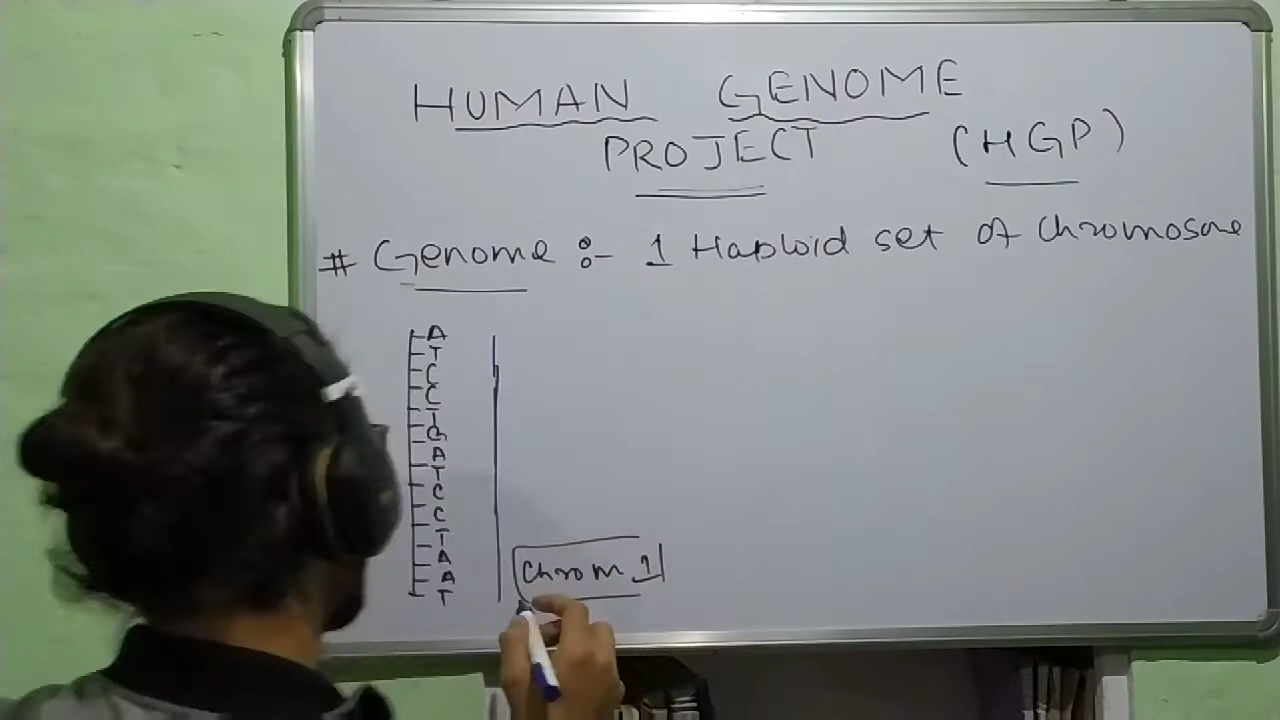 HUMAN GENOME
PROJECT (HGP)
# Genome :- 1 Haploid set of Chromosome
A
T
C
C
T
G
A
T
C
C
T
A
A
T
Chrom 1